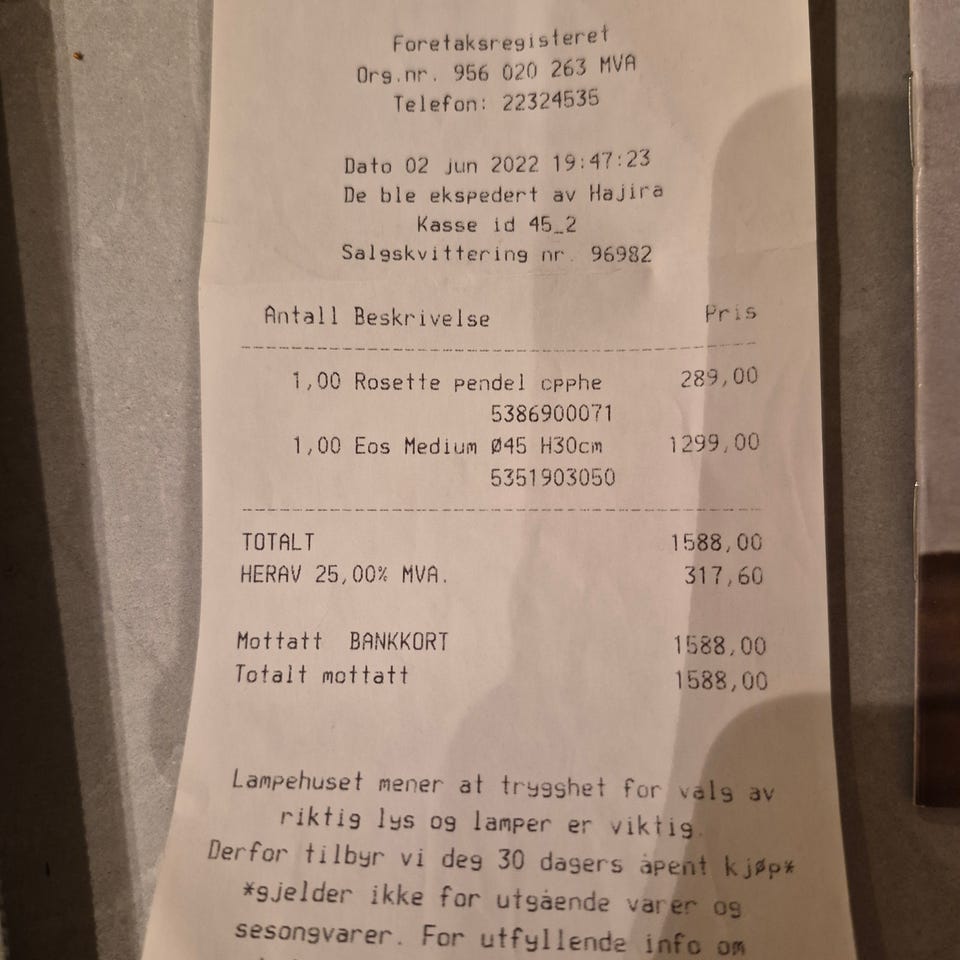 Foretaksregisteret
Org.nr. 956 020 263 MVA
Telefon: 22324535
Dato 02 jun 2022 19:47:23
De ble ekspedert av Hajira
Kasse id 45_2
Salgskvittering nr. 96982
Antall Beskrivelse Pris
1,00 Rosette pendel cpphe 289,00
5386900071
1,00 Eos Medium Ø45 H30cm 1299,00
5351903050
TOTALT 1588,00
HERAV 25,00% MVA. 317,60
Mottatt BANKKORT 1588,00
Totalt mottatt 1588,00
Lampehuset mener at trygghet for valg av
riktig lys og lamper er viktig.
Derfor tilbyr vi deg 30 dagers åpent kjøp*
*gjelder ikke for utgående varer og
sesongvarer. For utfyllende info om